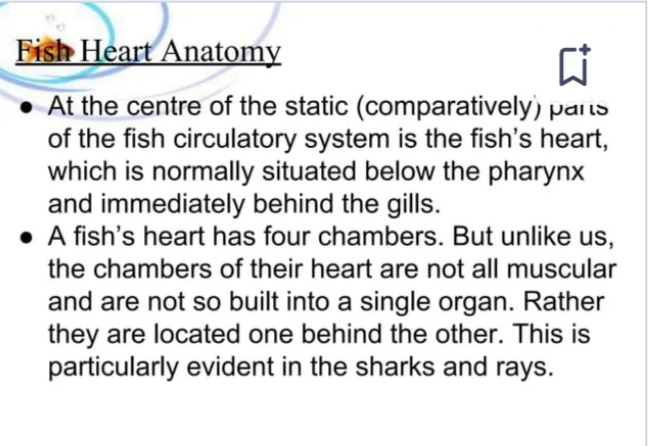 Fish Heart Anatomy
● At the centre of the static (comparatively) parts
of the fish circulatory system is the fish's heart,
which is normally situated below the pharynx
and immediately behind the gills.
● A fish's heart has four chambers. But unlike us,
the chambers of their heart are not all muscular
and are not so built into a single organ. Rather
they are located one behind the other. This is
particularly evident in the sharks and rays.